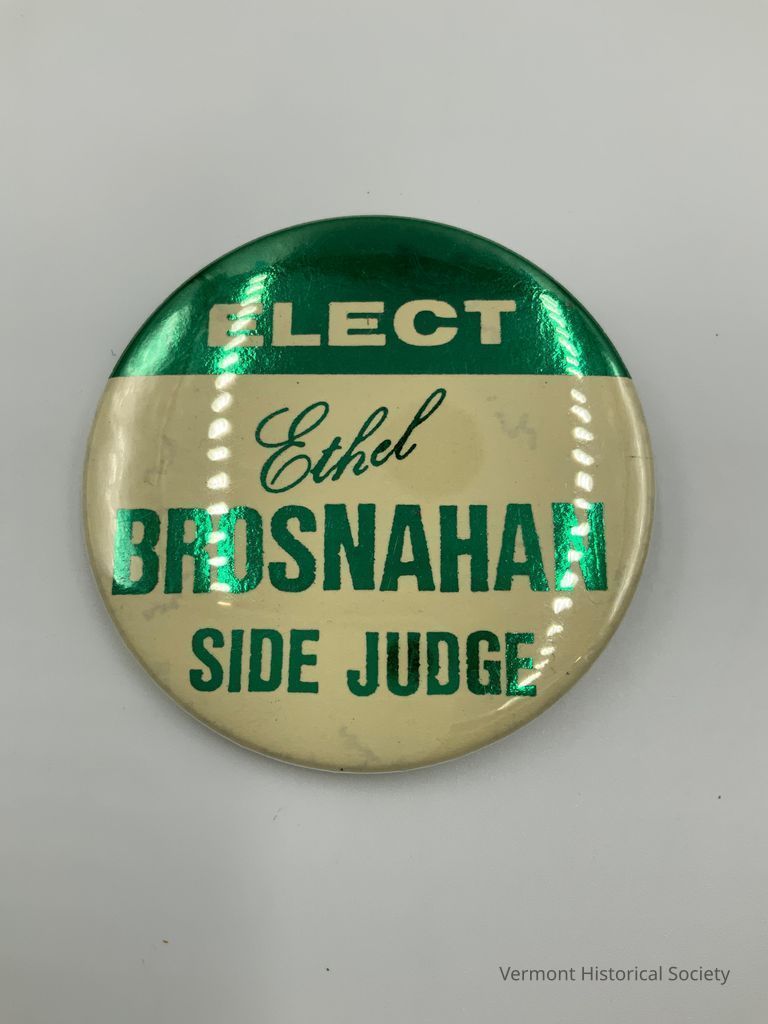 ELECT
Ethel
BROSNAHAN
SIDE JUDGE
Vermont Historical Society